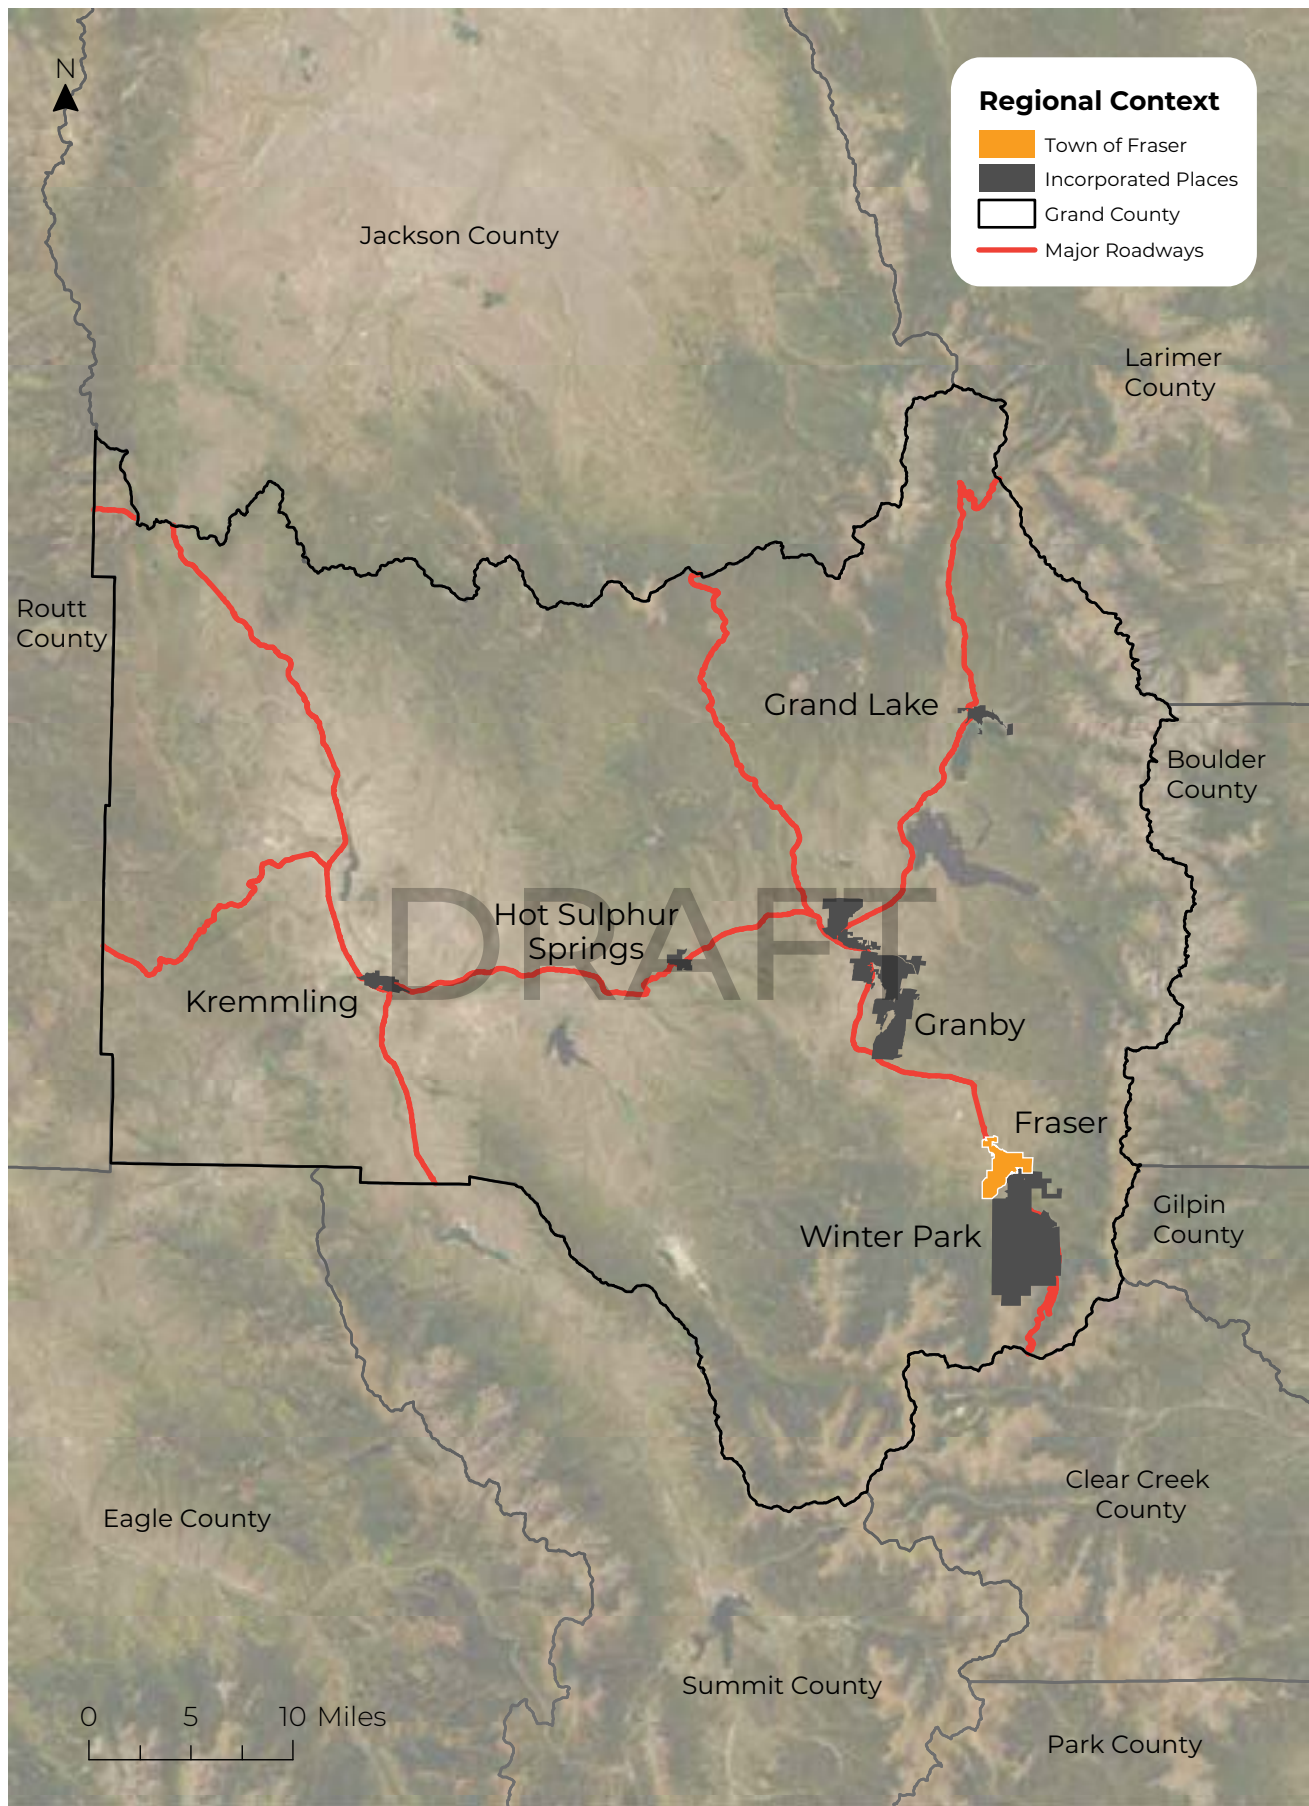 N
Regional Context
Town of Fraser
Incorporated Places
Grand County
Major Roadways
Jackson County
Larimer
County
Routt
County
Grand Lake
Boulder
County
DRAFT
Hot Sulphur
Springs
Kremmling
Granby
Fraser
Gilpin
County
Winter Park
Clear Creek
County
Eagle County
Summit County
0 5 10 Miles
Park County